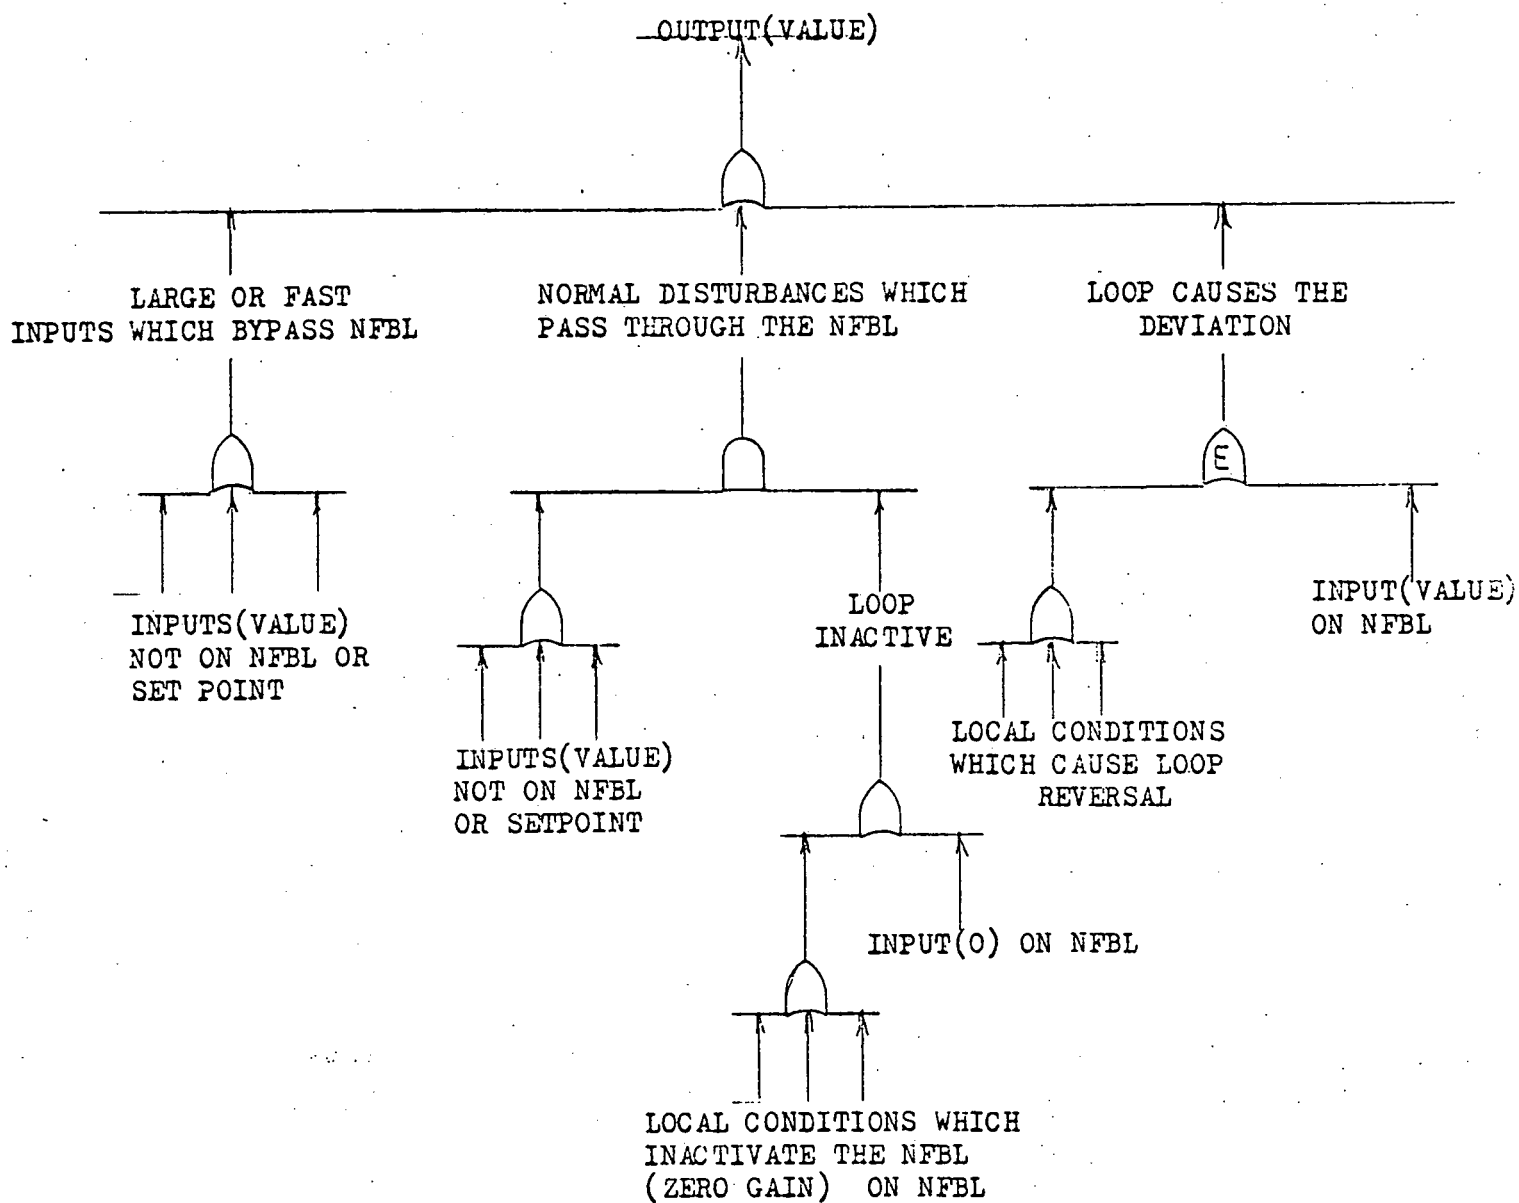 OUTPUT(VALUE)
LARGE OR FAST
INPUTS WHICH BYPASS NFBL
NORMAL DISTURBANCES WHICH
PASS THROUGH THE NFBL
LOOP CAUSES THE
DEVIATION
E
INPUTS(VALUE)
NOT ON NFBL OR
SET POINT
LOOP
INACTIVE
INPUT(VALUE)
ON NFBL
INPUTS(VALUE)
NOT ON NFBL
OR SETPOINT
LOCAL CONDITIONS
WHICH CAUSE LOOP
REVERSAL
INPUT(0) ON NFBL
LOCAL CONDITIONS WHICH
INACTIVATE THE NFBL
(ZERO GAIN) ON NFBL